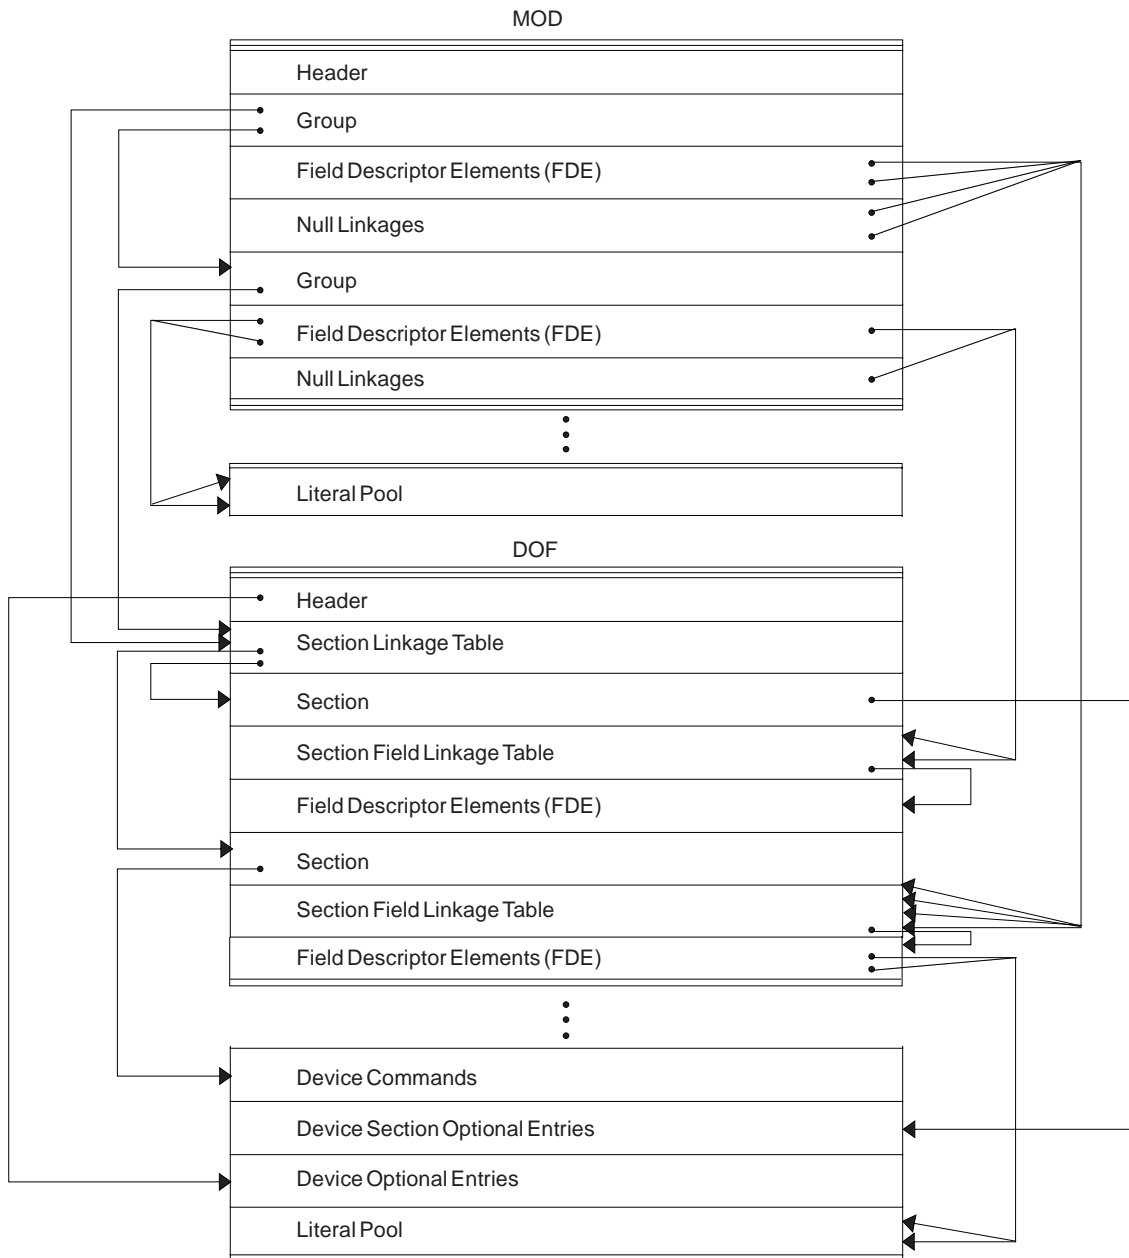 MOD
Header
Group
Field Descriptor Elements (FDE)
Null Linkages
Group
Field Descriptor Elements (FDE)
Null Linkages
Literal Pool
DOF
Header
Section Linkage Table
Section
Section Field Linkage Table
Field Descriptor Elements (FDE)
Section
Section Field Linkage Table
Field Descriptor Elements (FDE)
Device Commands
Device Section Optional Entries
Device Optional Entries
Literal Pool